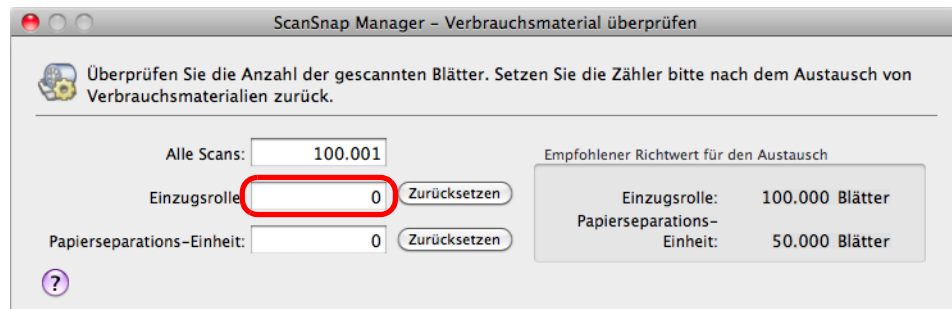 ScanSnap Manager – Verbrauchsmaterial überprüfen
Überprüfen Sie die Anzahl der gescannten Blätter. Setzen Sie die Zähler bitte nach dem Austausch von
Verbrauchsmaterialien zurück.
Alle Scans: 100.001
Einzugsrolle 0 Zurücksetzen
Papierseparations-Einheit: 0 Zurücksetzen
Empfohlener Richtwert für den Austausch
Einzugsrolle: 100.000 Blätter
Papierseparations-
Einheit: 50.000 Blätter
?